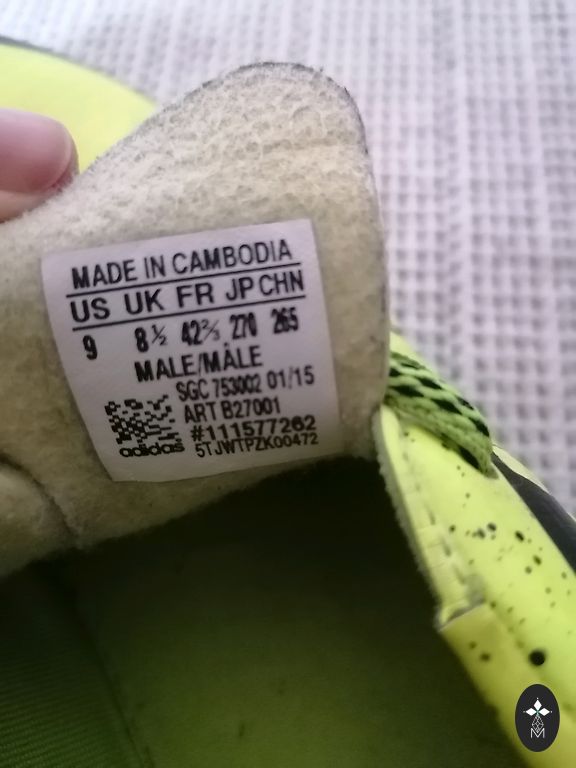 MADE IN CAMBODIA
US UK FR JP CHN
9 8½ 42⅔ 270 265
MALE/MÂLE
SGC 753002 01/15
ART B27001
#111577262
adidas 5TJWTPZK00472
M